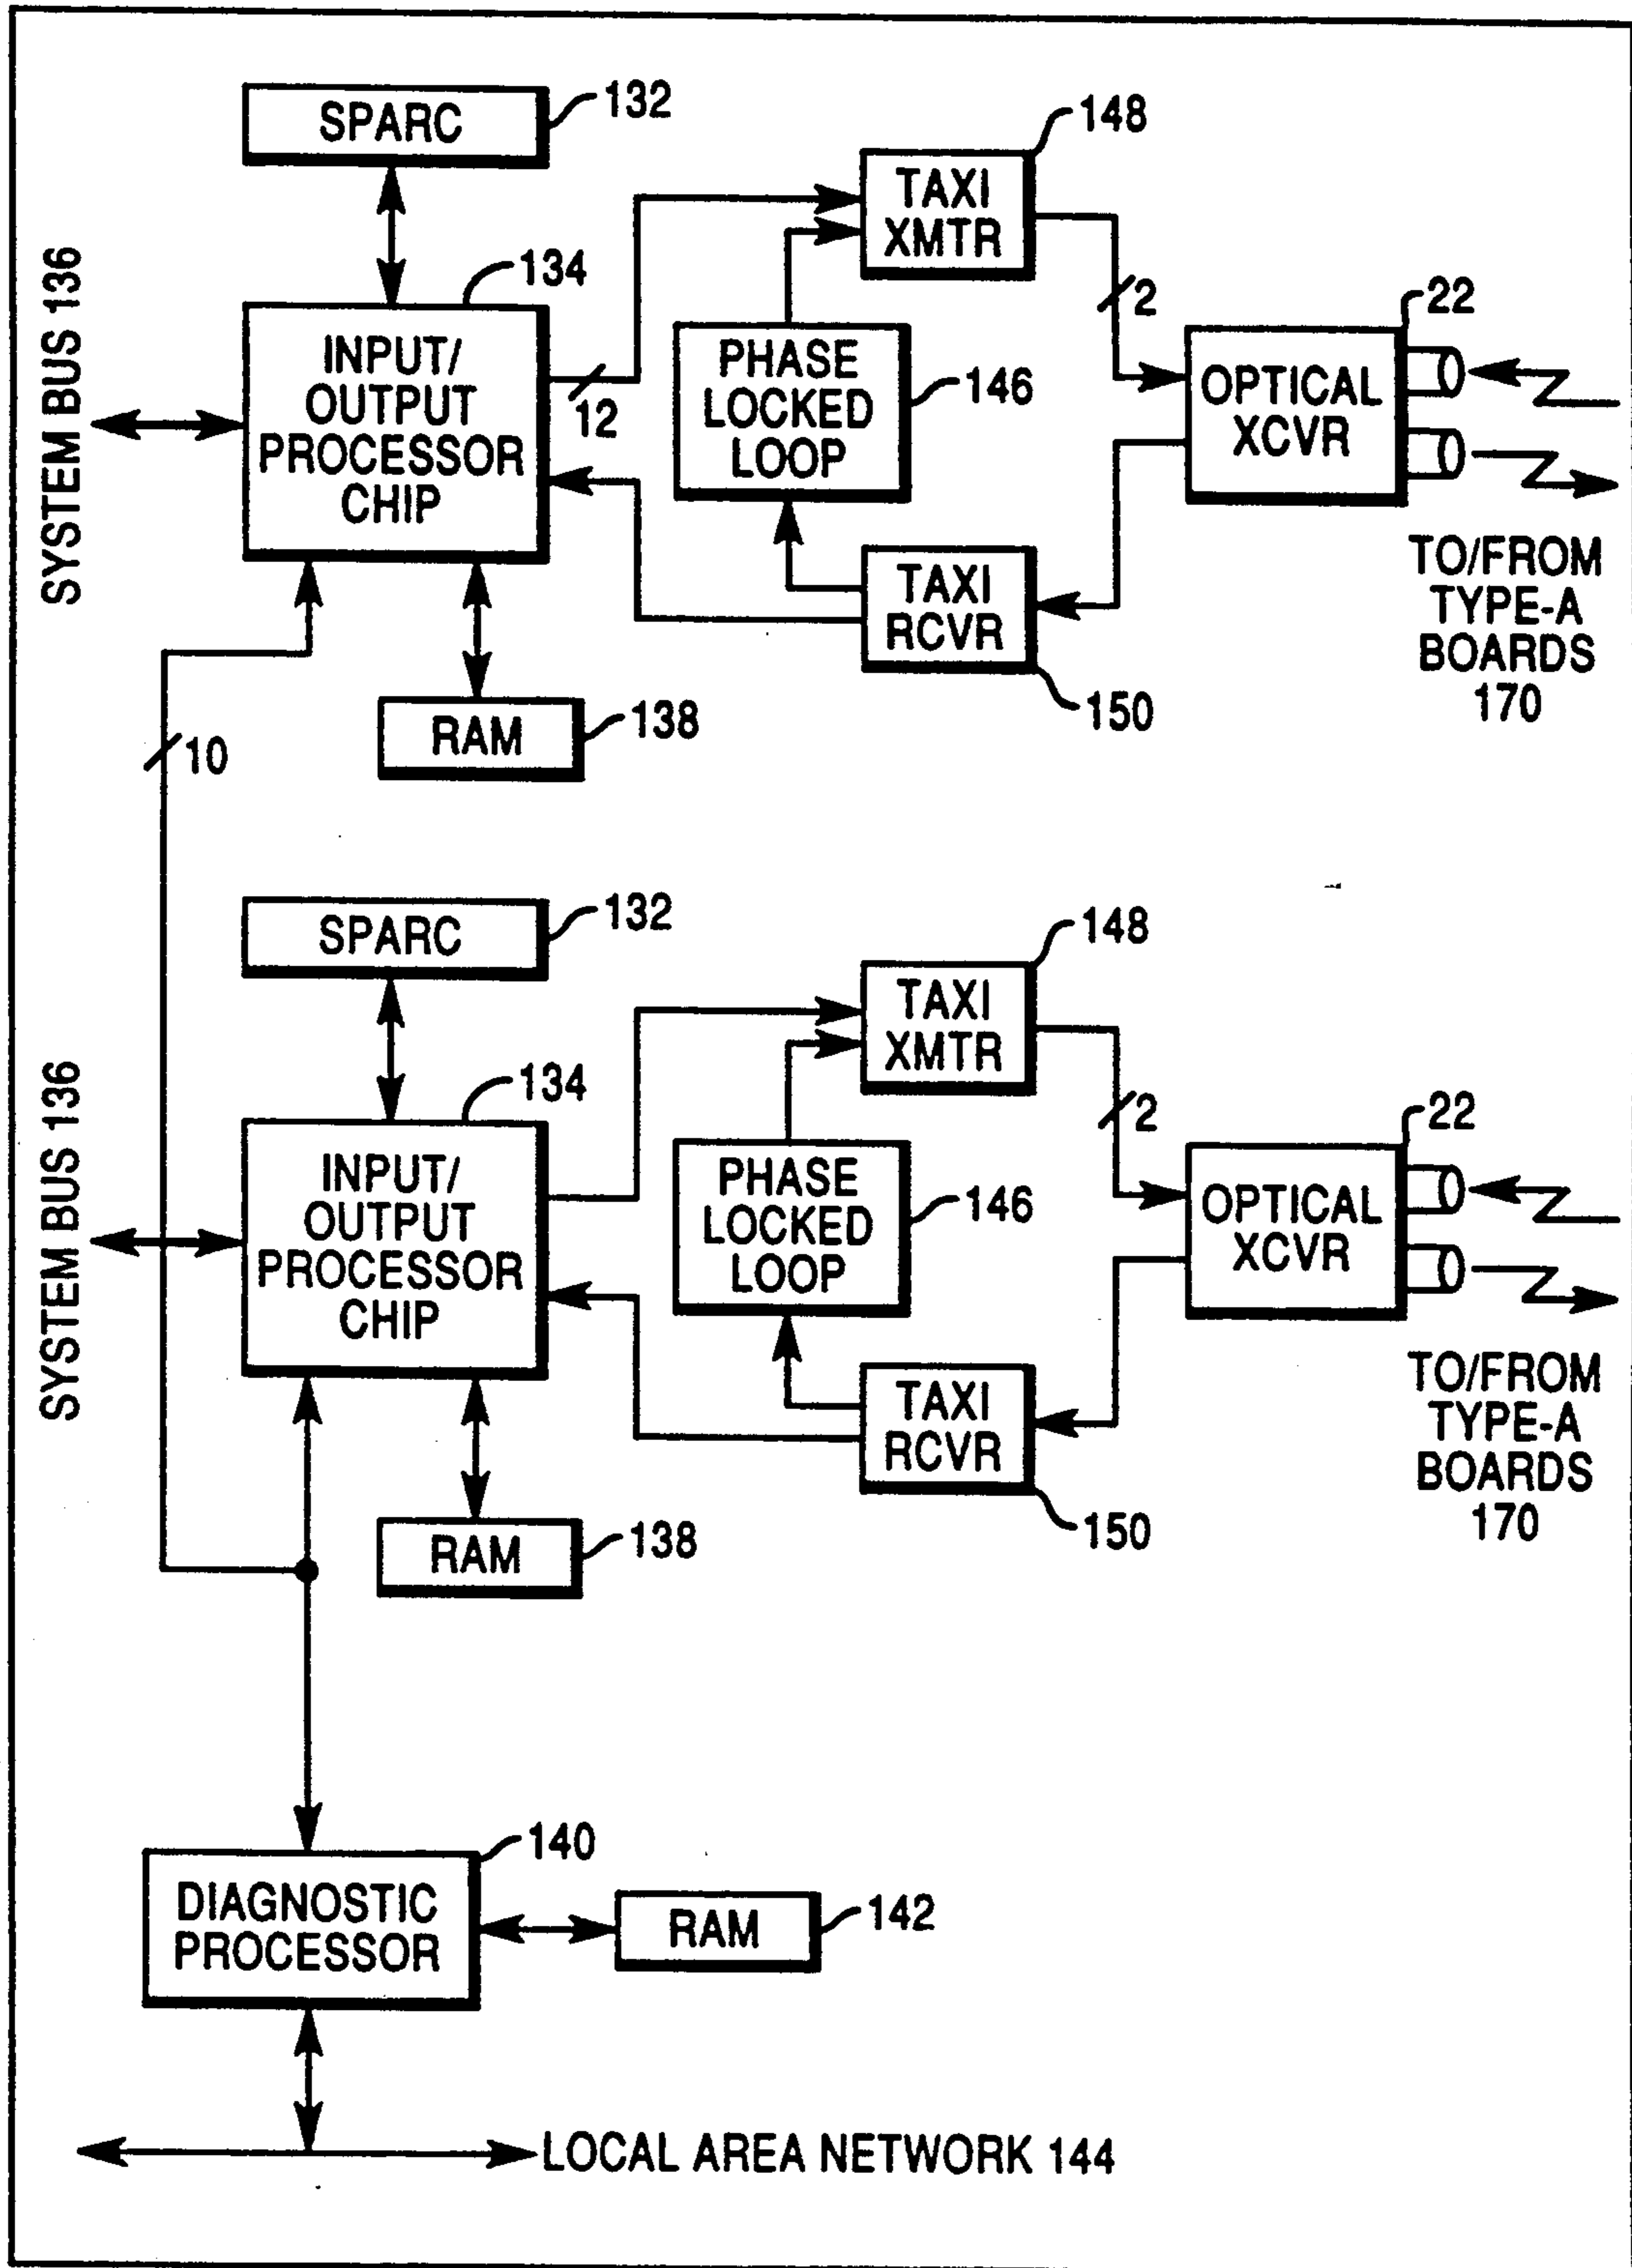 SPARC
132
148
TAXI
XMTR
SYSTEM BUS 136
134
INPUT/
OUTPUT
PROCESSOR
CHIP
12
PHASE
LOCKED
LOOP
146
2
22
OPTICAL
XCVR
TAXI
RCVR
150
TO/FROM
TYPE-A
BOARDS
170
RAM
138
10
SPARC
132
148
TAXI
XMTR
SYSTEM BUS 136
134
INPUT/
OUTPUT
PROCESSOR
CHIP
PHASE
LOCKED
LOOP
146
2
22
OPTICAL
XCVR
TAXI
RCVR
150
TO/FROM
TYPE-A
BOARDS
170
RAM
138
140
DIAGNOSTIC
PROCESSOR
RAM
142
LOCAL AREA NETWORK 144